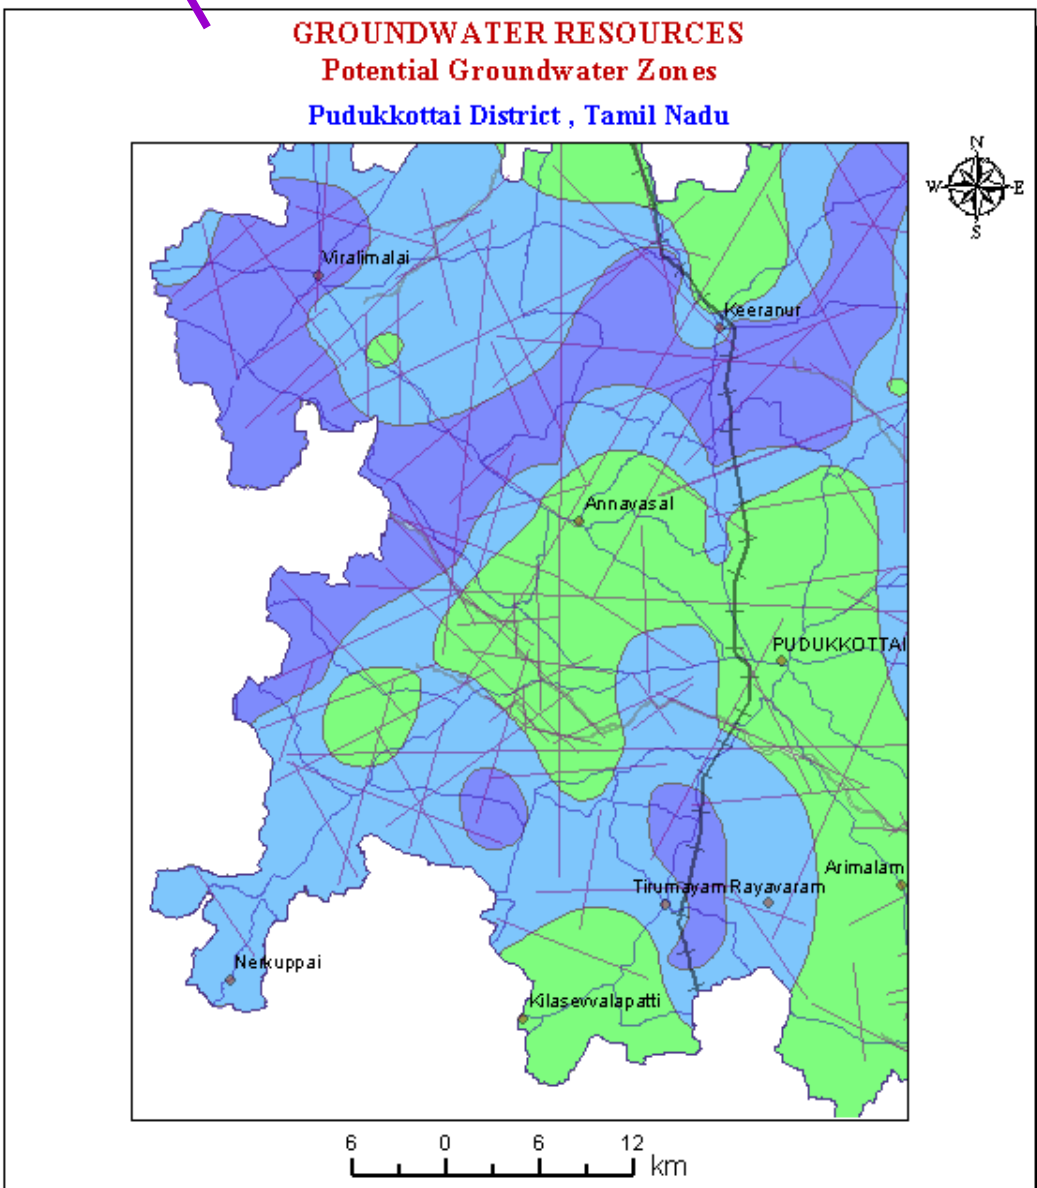 GROUNDWATER RESOURCES
Potential Groundwater Zones
Pudukkottai District , Tamil Nadu
N
W E
S
Viralimalai
Keeranur
Annavasal
PUDUKKOTTAI
Arimalam
Tirumayam Rayavaram
Nerkuppai
Kilasevvalapatti
6 0 6 12
km